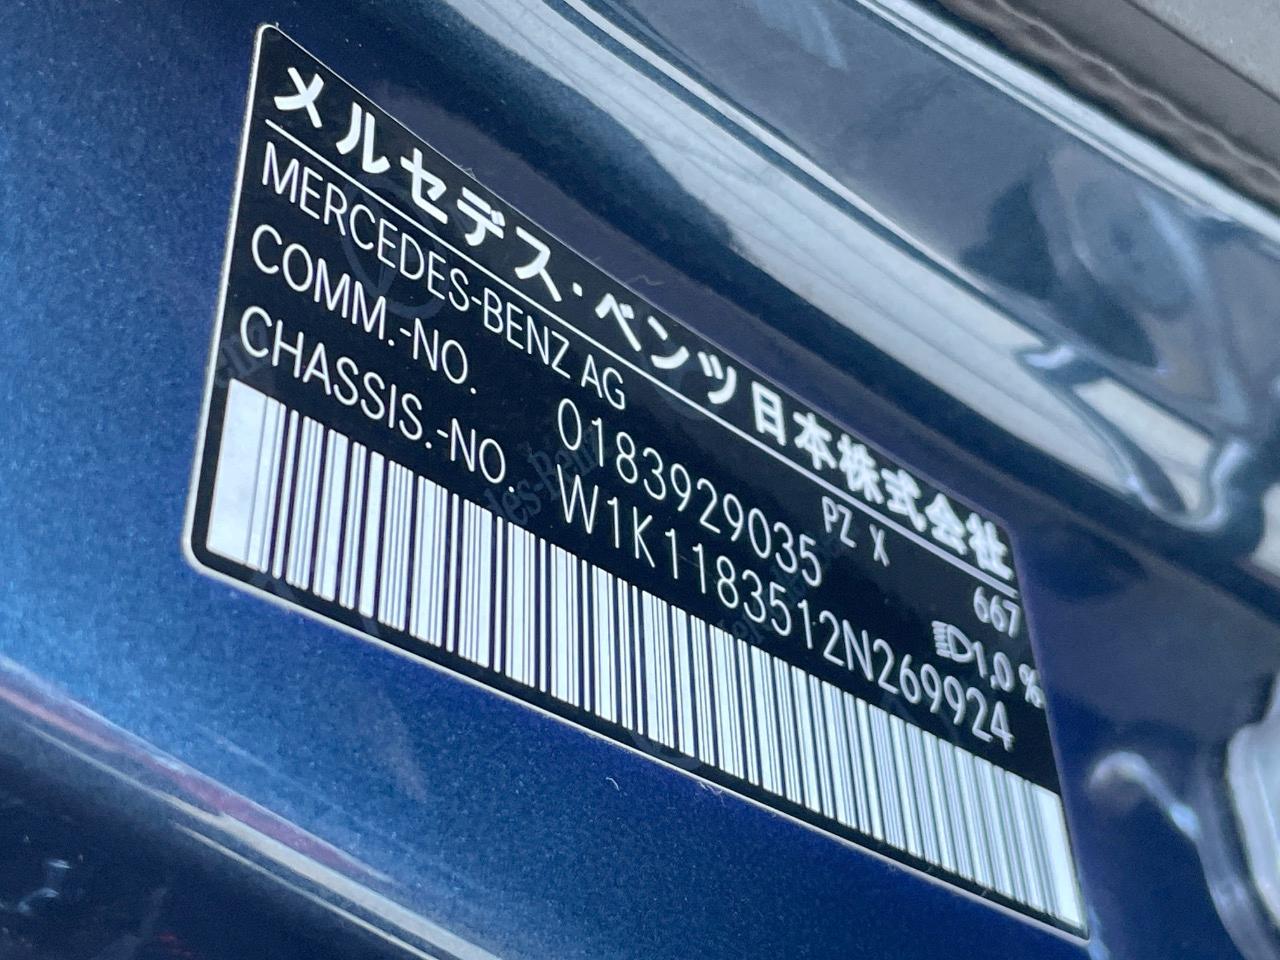 メルセデス・ベンツ日本株式会社
MERCEDES-BENZ AG PZ X 667
COMM.-NO. 0183929035 1,0 %
CHASSIS.-NO. W1K1183512N269924